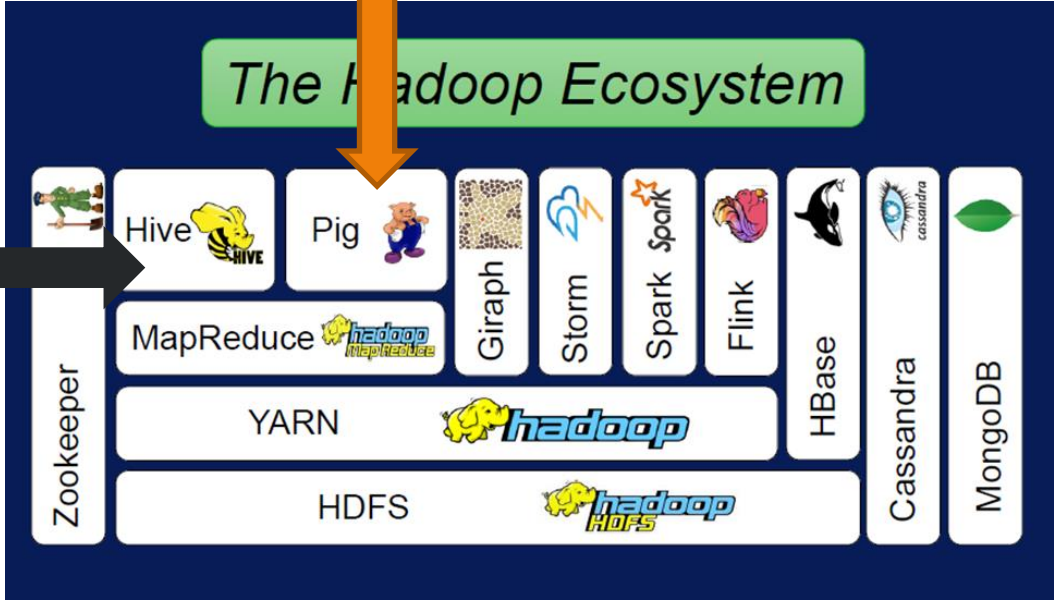 The Hadoop Ecosystem
Zookeeper
Hive
HIVE
Pig
Giraph
Storm
Spark
Spark
Flink
HBase
Cassandra
cassandra
MongoDB
MapReduce
hadoop
MapReduce
YARN
hadoop
HDFS
hadoop
HDFS